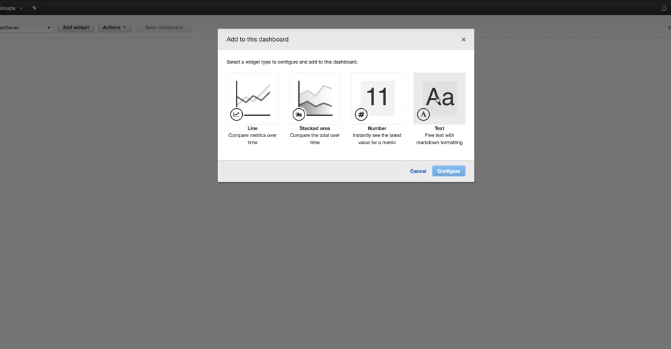 Add widget Actions Save dashboard
Add to this dashboard
Select a widget type to configure and add to this dashboard.
11
Aa
#
A
Line
Compare metrics over
time
Stacked area
Compare the total over
time
Number
Instantly see the latest
value for a metric
Text
Free text with
markdown formatting
Cancel Configure